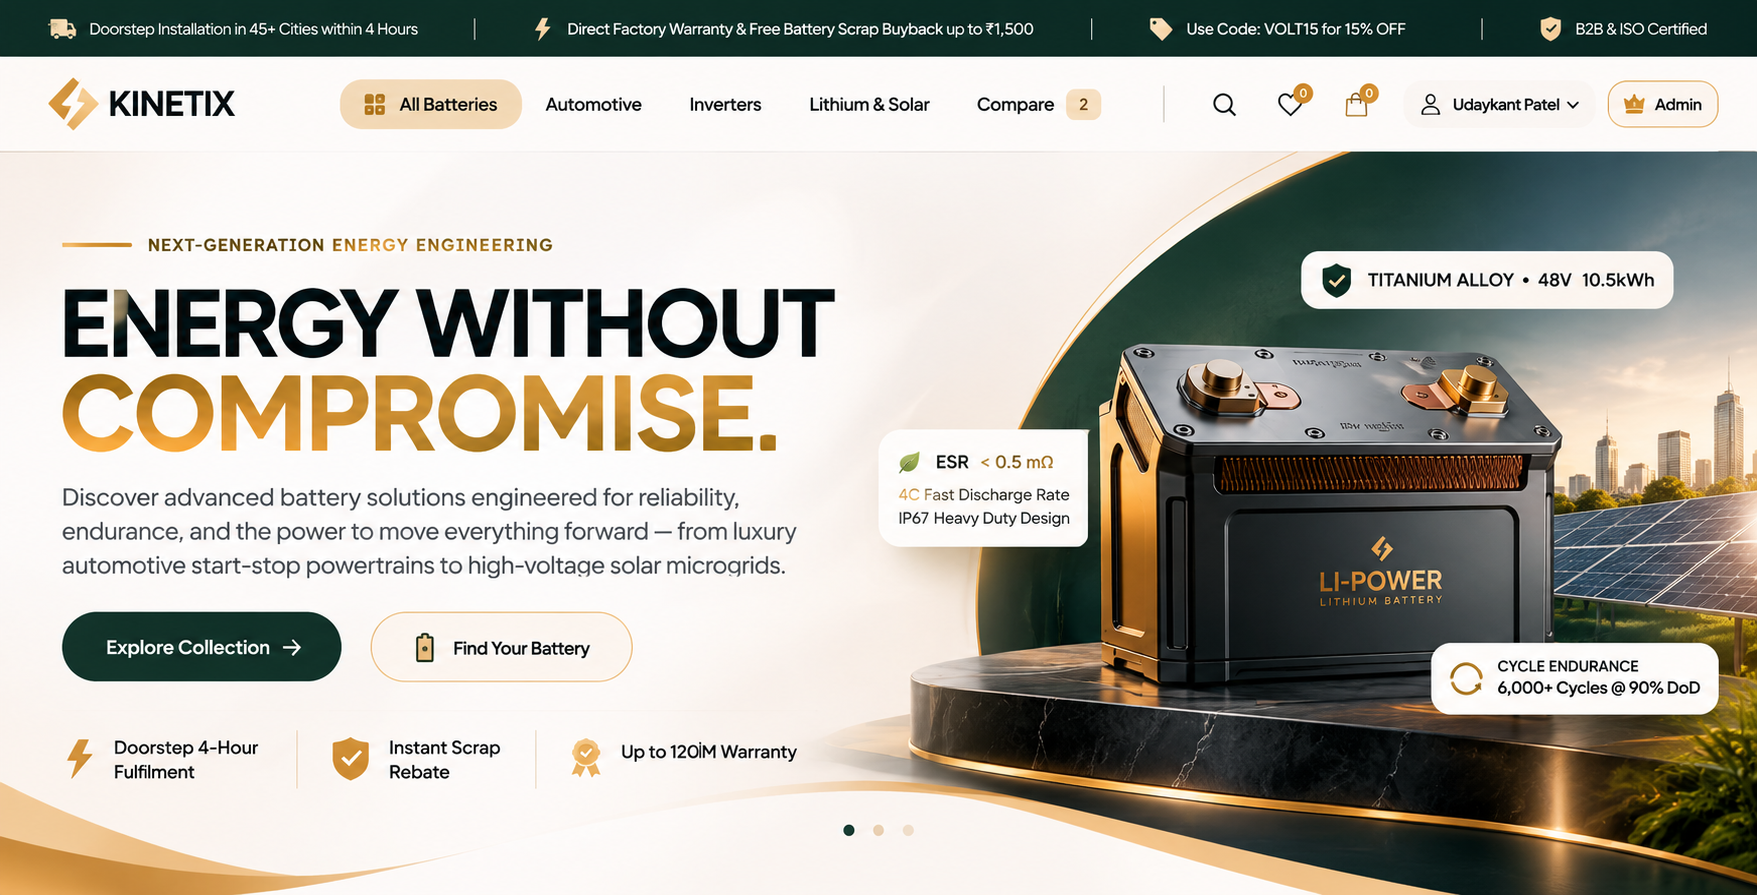 Doorstep Installation in 45+ Cities within 4 Hours
Direct Factory Warranty & Free Battery Scrap Buyback up to ₹1,500
Use Code: VOLT15 for 15% OFF
B2B & ISO Certified
KINETIX
All Batteries
Automotive
Inverters
Lithium & Solar
Compare 2
0
0
Udaykant Patel
Admin
NEXT-GENERATION ENERGY ENGINEERING
ENERGY WITHOUT
COMPROMISE.
Discover advanced battery solutions engineered for reliability,
endurance, and the power to move everything forward — from luxury
automotive start-stop powertrains to high-voltage solar microgrids.
Explore Collection →
Find Your Battery
Doorstep 4-Hour
Fulfilment
Instant Scrap
Rebate
Up to 120M Warranty
TITANIUM ALLOY • 48V 10.5kWh
ESR < 0.5 mΩ
4C Fast Discharge Rate
IP67 Heavy Duty Design
LI-POWER
LITHIUM BATTERY
CYCLE ENDURANCE
6,000+ Cycles @ 90% DoD